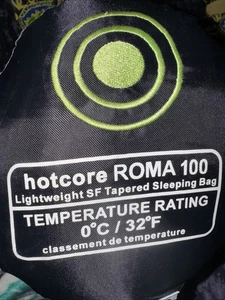 hotcore ROMA 100
Lightweight SF Tapered Sleeping Bag
TEMPERATURE RATING
0°C / 32°F
classement de temperature